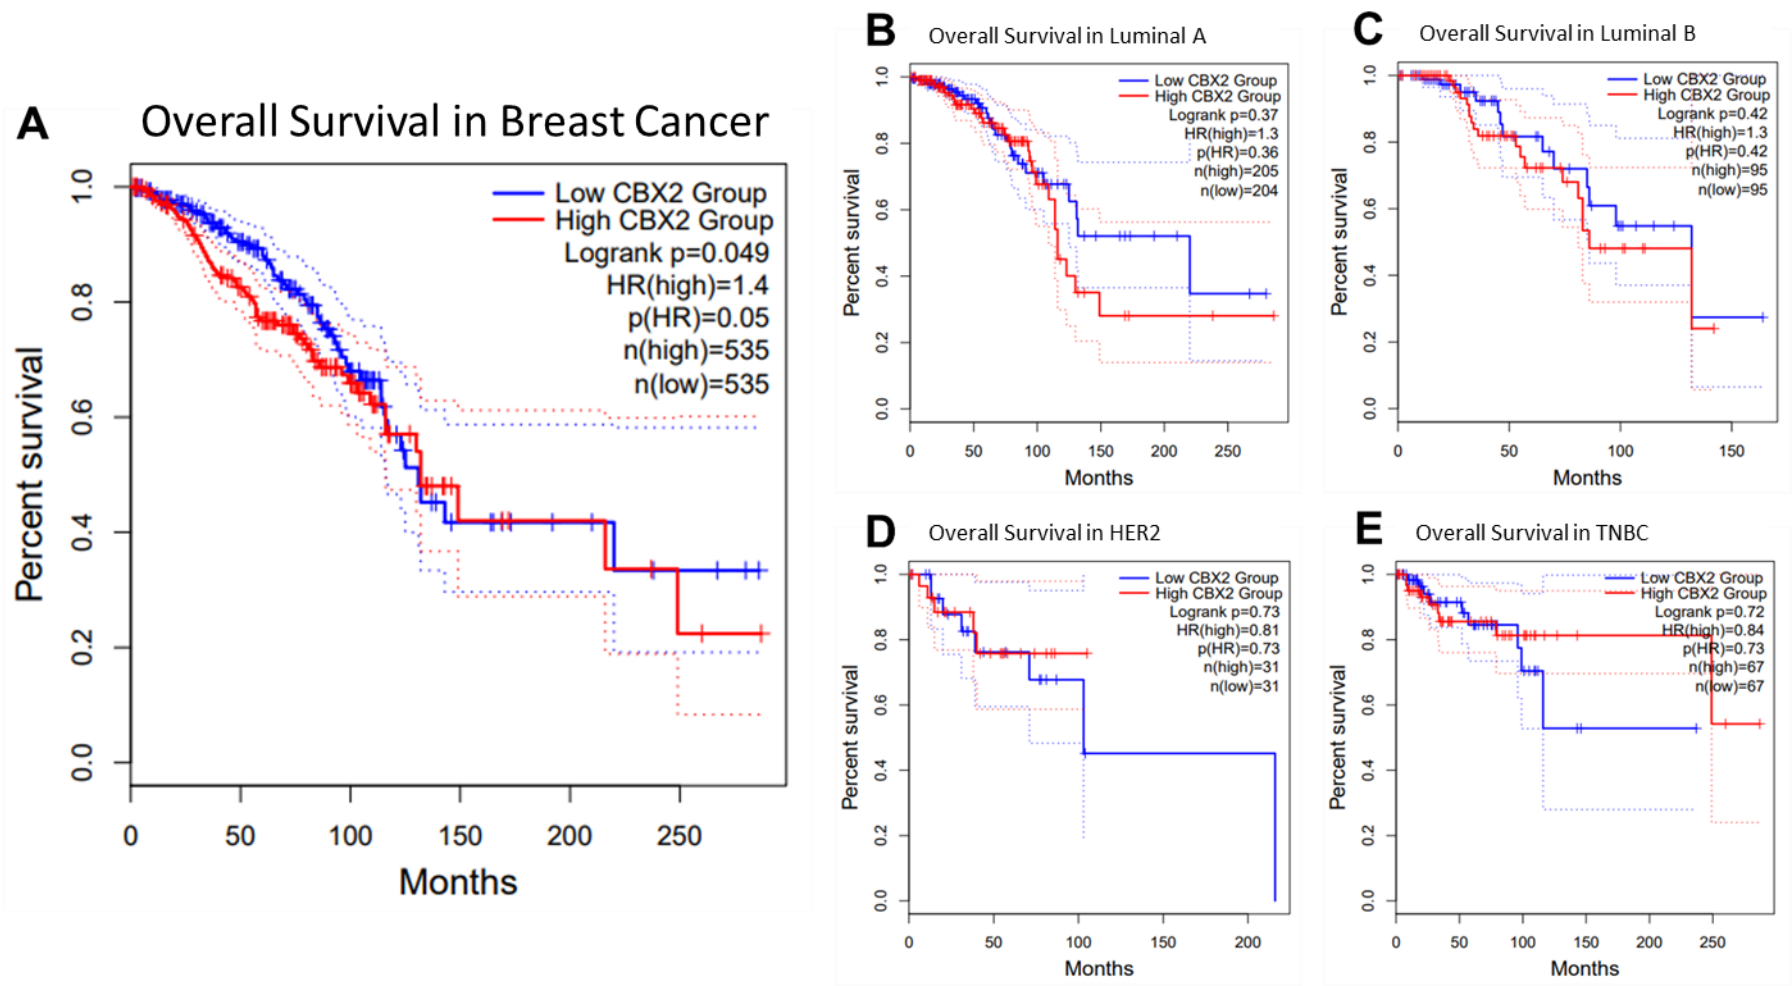 A
Overall Survival in Breast Cancer
Low CBX2 Group
High CBX2 Group
Logrank p=0.049
HR(high)=1.4
p(HR)=0.05
n(high)=535
n(low)=535
Percent survival
1.0
0.8
0.6
0.4
0.2
0.0
0 50 100 150 200 250
Months
B
Overall Survival in Luminal A
Low CBX2 Group
High CBX2 Group
Logrank p=0.37
HR(high)=1.3
p(HR)=0.36
n(high)=205
n(low)=204
Percent survival
1.0
0.8
0.6
0.4
0.2
0.0
0 50 100 150 200 250
Months
C
Overall Survival in Luminal B
Low CBX2 Group
High CBX2 Group
Logrank p=0.42
HR(high)=1.3
p(HR)=0.42
n(high)=95
n(low)=95
Percent survival
1.0
0.8
0.6
0.4
0.2
0.0
0 50 100 150
Months
D
Overall Survival in HER2
Low CBX2 Group
High CBX2 Group
Logrank p=0.73
HR(high)=0.81
p(HR)=0.73
n(high)=31
n(low)=31
Percent survival
1.0
0.8
0.6
0.4
0.2
0.0
0 50 100 150 200
Months
E
Overall Survival in TNBC
Low CBX2 Group
High CBX2 Group
Logrank p=0.72
HR(high)=0.84
p(HR)=0.73
n(high)=67
n(low)=67
Percent survival
1.0
0.8
0.6
0.4
0.2
0.0
0 50 100 150 200 250
Months